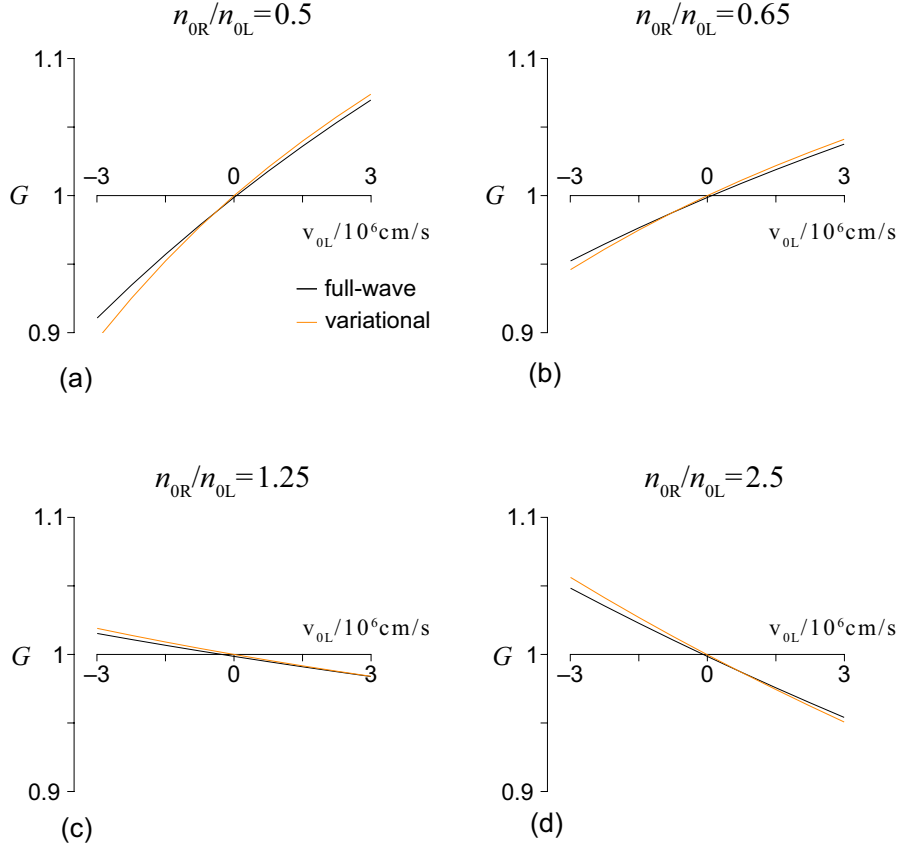 n0R/n0L=0.5
1.1
−3 0 3
G 1
v0L/10⁶cm/s
full-wave
variational
0.9
(a)
n0R/n0L=0.65
1.1
−3 0 3
G 1
v0L/10⁶cm/s
0.9
(b)
n0R/n0L=1.25
1.1
v0L/10⁶cm/s
G 1
−3 0 3
0.9
(c)
n0R/n0L=2.5
1.1
v0L/10⁶cm/s
G 1
−3 0 3
0.9
(d)